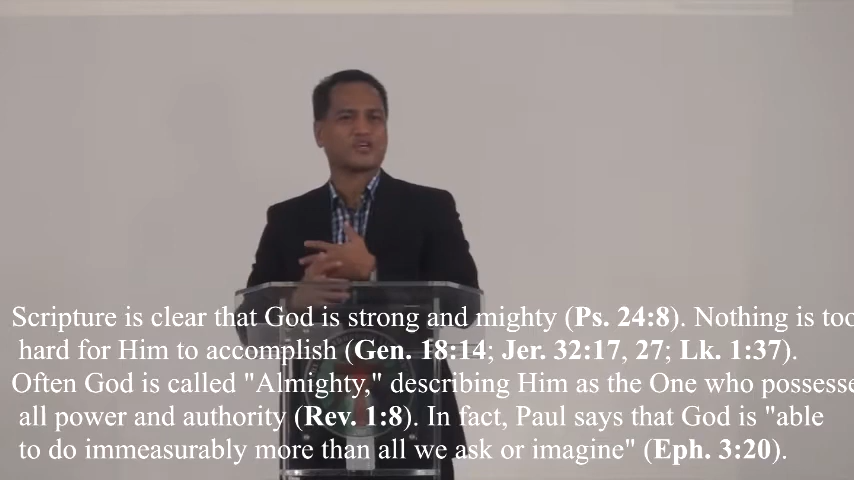 Scripture is clear that God is strong and mighty (Ps. 24:8). Nothing is too
hard for Him to accomplish (Gen. 18:14; Jer. 32:17, 27; Lk. 1:37).
Often God is called "Almighty," describing Him as the One who possesse
all power and authority (Rev. 1:8). In fact, Paul says that God is "able
to do immeasurably more than all we ask or imagine" (Eph. 3:20).